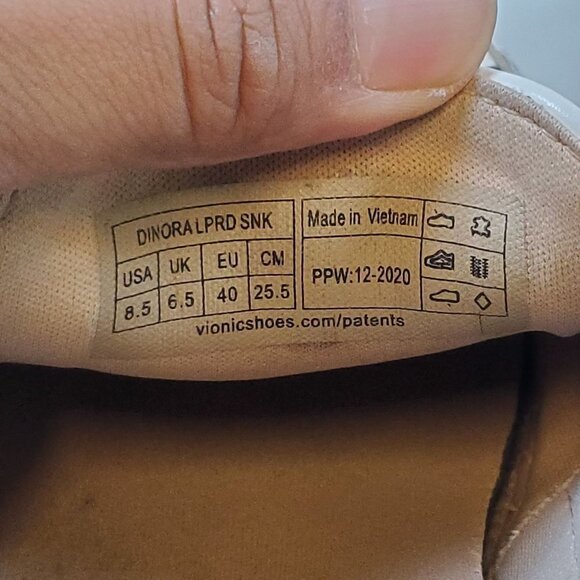 DINORA LPRD SNK
USA UK EU CM
8.5 6.5 40 25.5
Made in Vietnam
PPW:12-2020
vionicshoes.com/patents